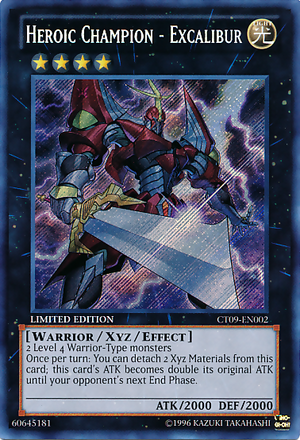 HEROIC CHAMPION - EXCALIBUR
LIGHT
光
LIMITED EDITION
CT09-EN002
[WARRIOR / XYZ / EFFECT]
2 Level 4 Warrior-Type monsters
Once per turn: You can detach 2 Xyz Materials from this
card; this card's ATK becomes double its original ATK
until your opponent's next End Phase.
ATK/2000 DEF/2000
60645181
©1996 KAZUKI TAKAHASHI